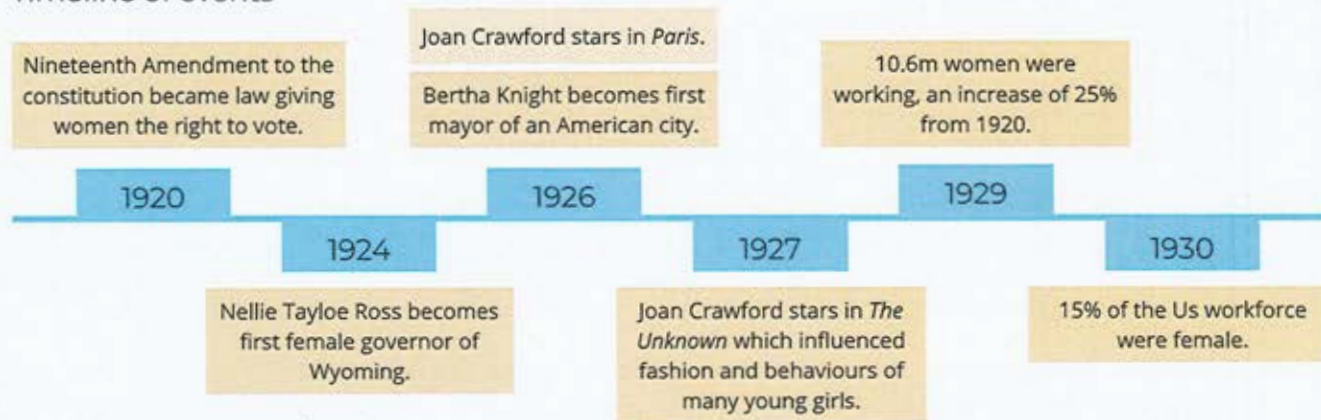 Nineteenth Amendment to the
constitution became law giving
women the right to vote.
1920
1924
Nellie Tayloe Ross becomes
first female governor of
Wyoming.
Joan Crawford stars in Paris.
Bertha Knight becomes first
mayor of an American city.
1926
1927
Joan Crawford stars in The
Unknown which influenced
fashion and behaviours of
many young girls.
10.6m women were
working, an increase of 25%
from 1920.
1929
1930
15% of the Us workforce
were female.